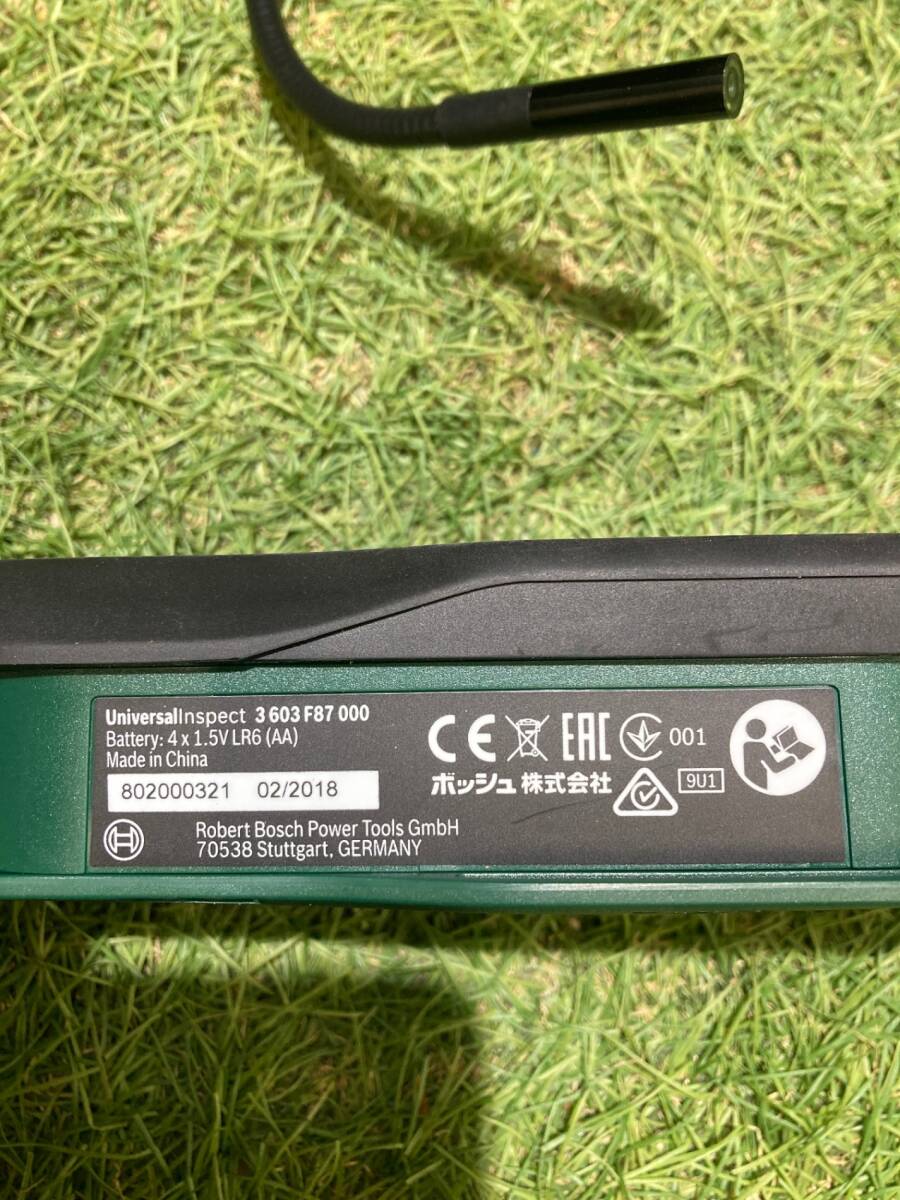 UniversalInspect 3 603 F87 000
Battery: 4 x 1.5V LR6 (AA)
Made in China
802000321 02/2018
Robert Bosch Power Tools GmbH
70538 Stuttgart, GERMANY
CE EAC 001
ボッシュ 株式会社 9U1